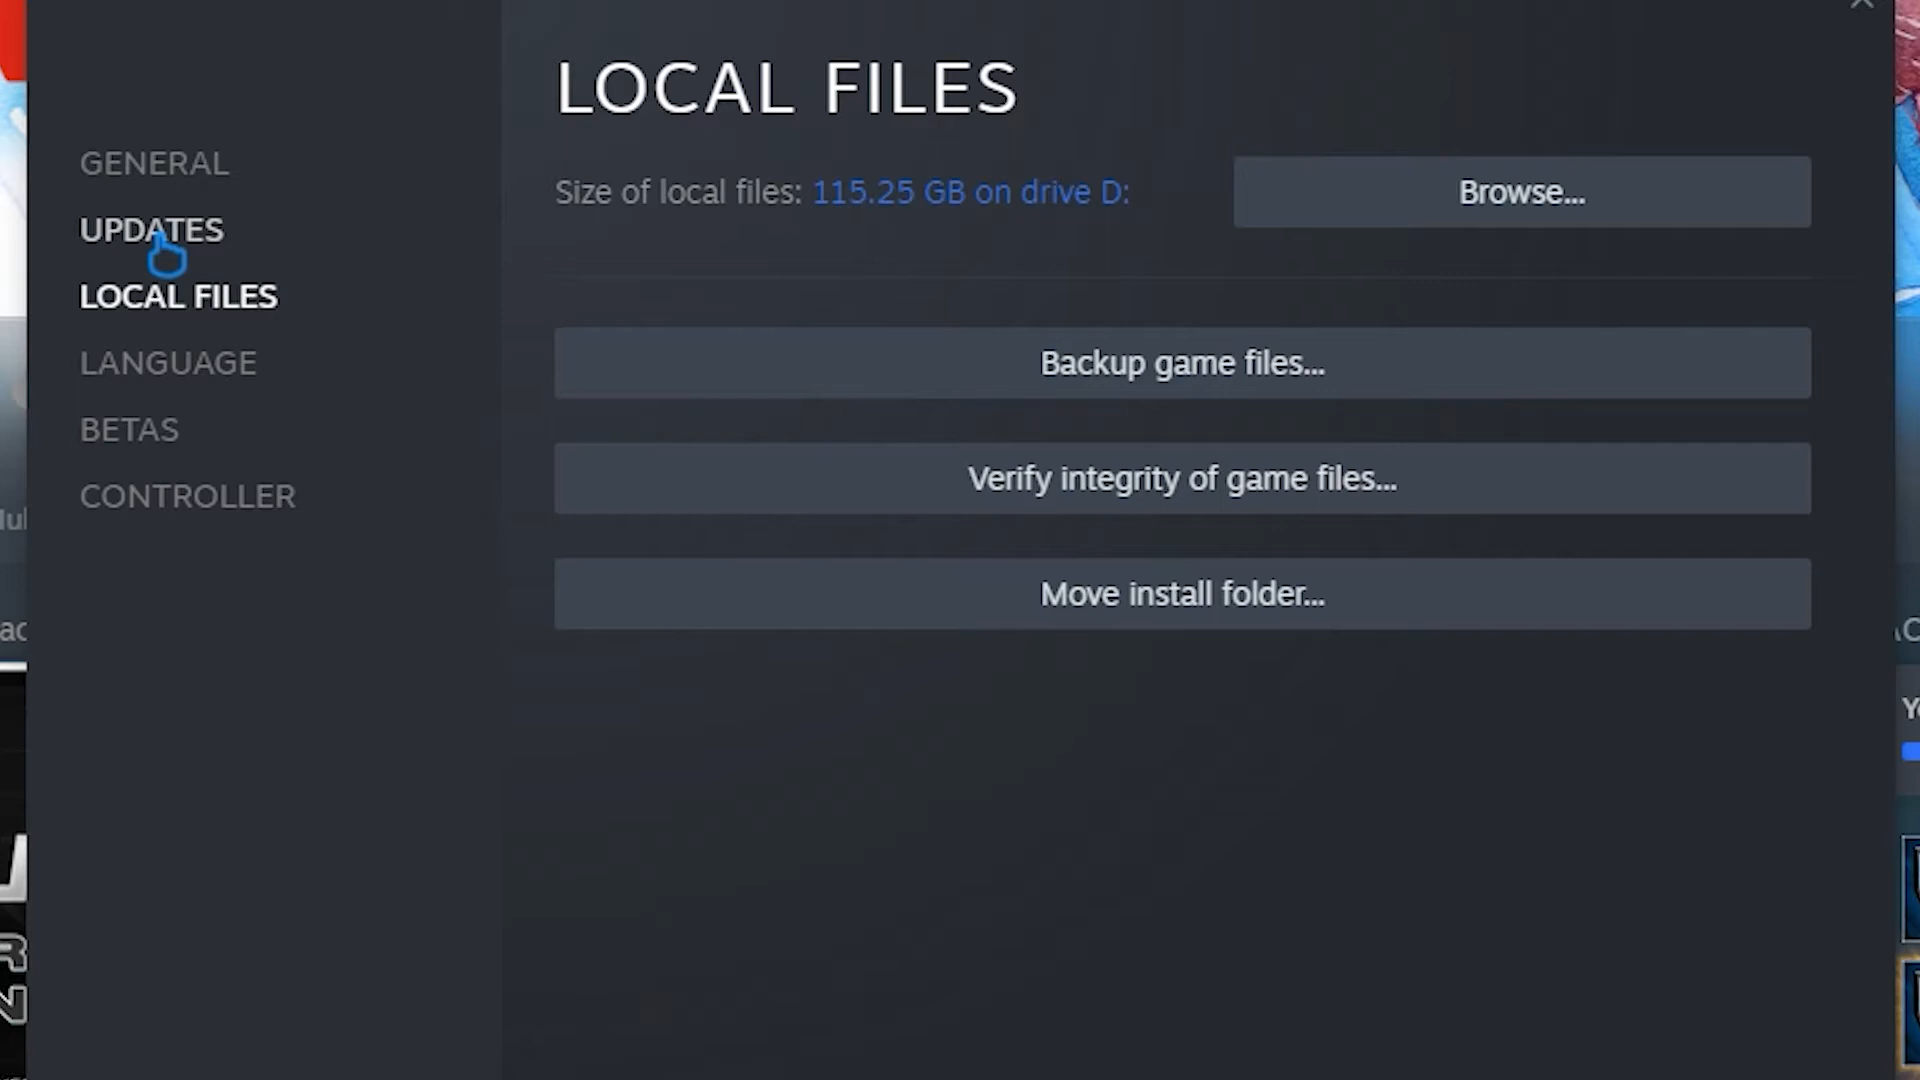 LOCAL FILES
GENERAL
UPDATES
LOCAL FILES
LANGUAGE
BETAS
CONTROLLER
Size of local files: 115.25 GB on drive D:
Browse...
Backup game files...
Verify integrity of game files...
Move install folder...